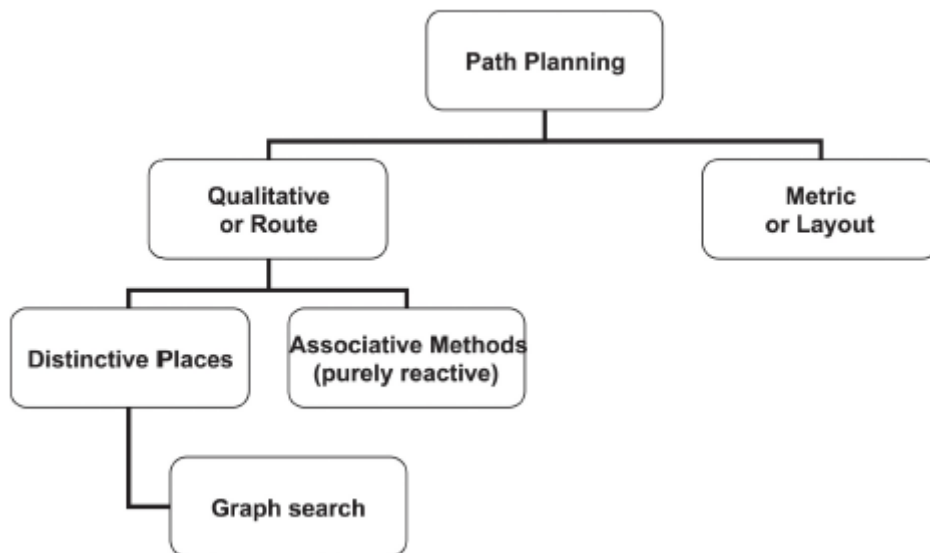 Path Planning
Qualitative
or Route
Metric
or Layout
Distinctive Places
Associative Methods
(purely reactive)
Graph search